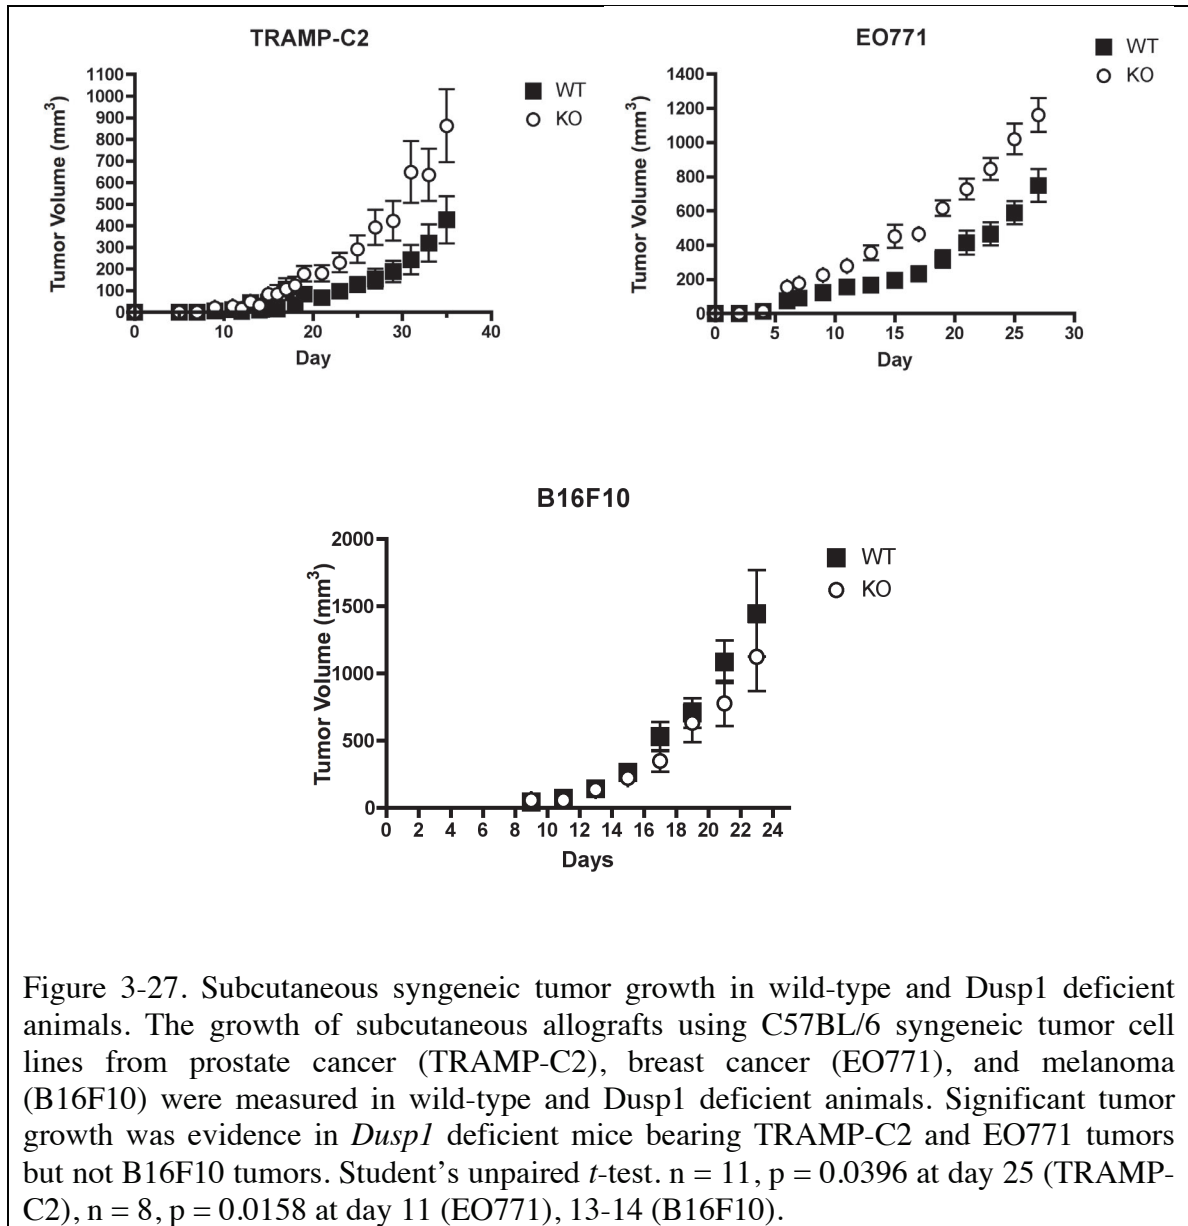 TRAMP-C2
Tumor Volume (mm³)
1100
1000
900
800
700
600
500
400
300
200
100
0
0 10 20 30 40
Day
WT
KO
EO771
Tumor Volume (mm³)
1400
1200
1000
800
600
400
200
0
0 5 10 15 20 25 30
Day
WT
KO
B16F10
Tumor Volume (mm³)
2000
1500
1000
500
0
0 2 4 6 8 10 12 14 16 18 20 22 24
Days
WT
KO
Figure 3-27. Subcutaneous syngeneic tumor growth in wild-type and Dusp1 deficient
animals. The growth of subcutaneous allografts using C57BL/6 syngeneic tumor cell
lines from prostate cancer (TRAMP-C2), breast cancer (EO771), and melanoma
(B16F10) were measured in wild-type and Dusp1 deficient animals. Significant tumor
growth was evidence in Dusp1 deficient mice bearing TRAMP-C2 and EO771 tumors
but not B16F10 tumors. Student’s unpaired t-test. n = 11, p = 0.0396 at day 25 (TRAMP-
C2), n = 8, p = 0.0158 at day 11 (EO771), 13-14 (B16F10).